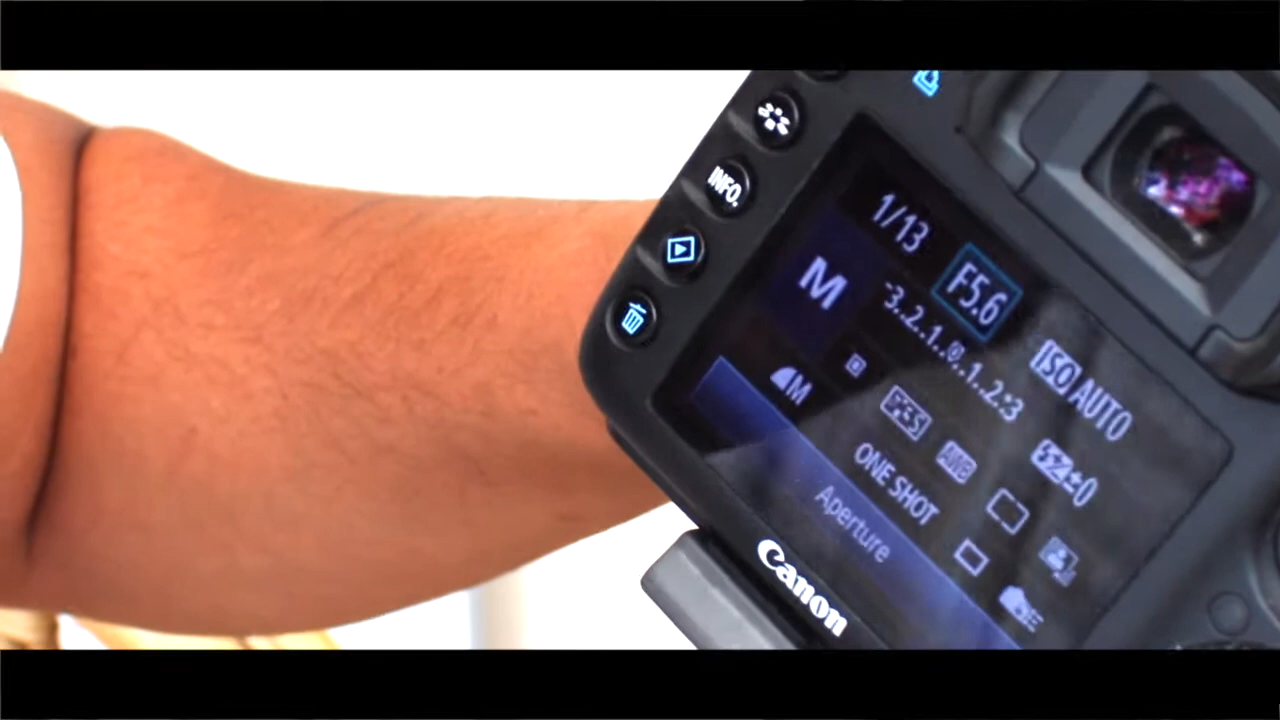 INFO.
1/13 F5.6 ISO AUTO
M -3..2..1..0..1..2.:3 ±0
M AWB
ONE SHOT
Aperture
Canon